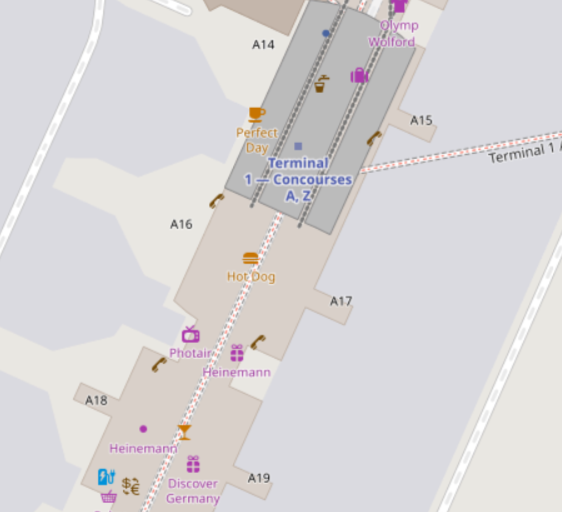 Olymp
Wolford
A14
A15
Perfect
Day
Terminal 1
Terminal
1 — Concourses
A, Z
A16
Hot Dog
A17
Photair
Heinemann
A18
Heinemann
A19
Discover
Germany